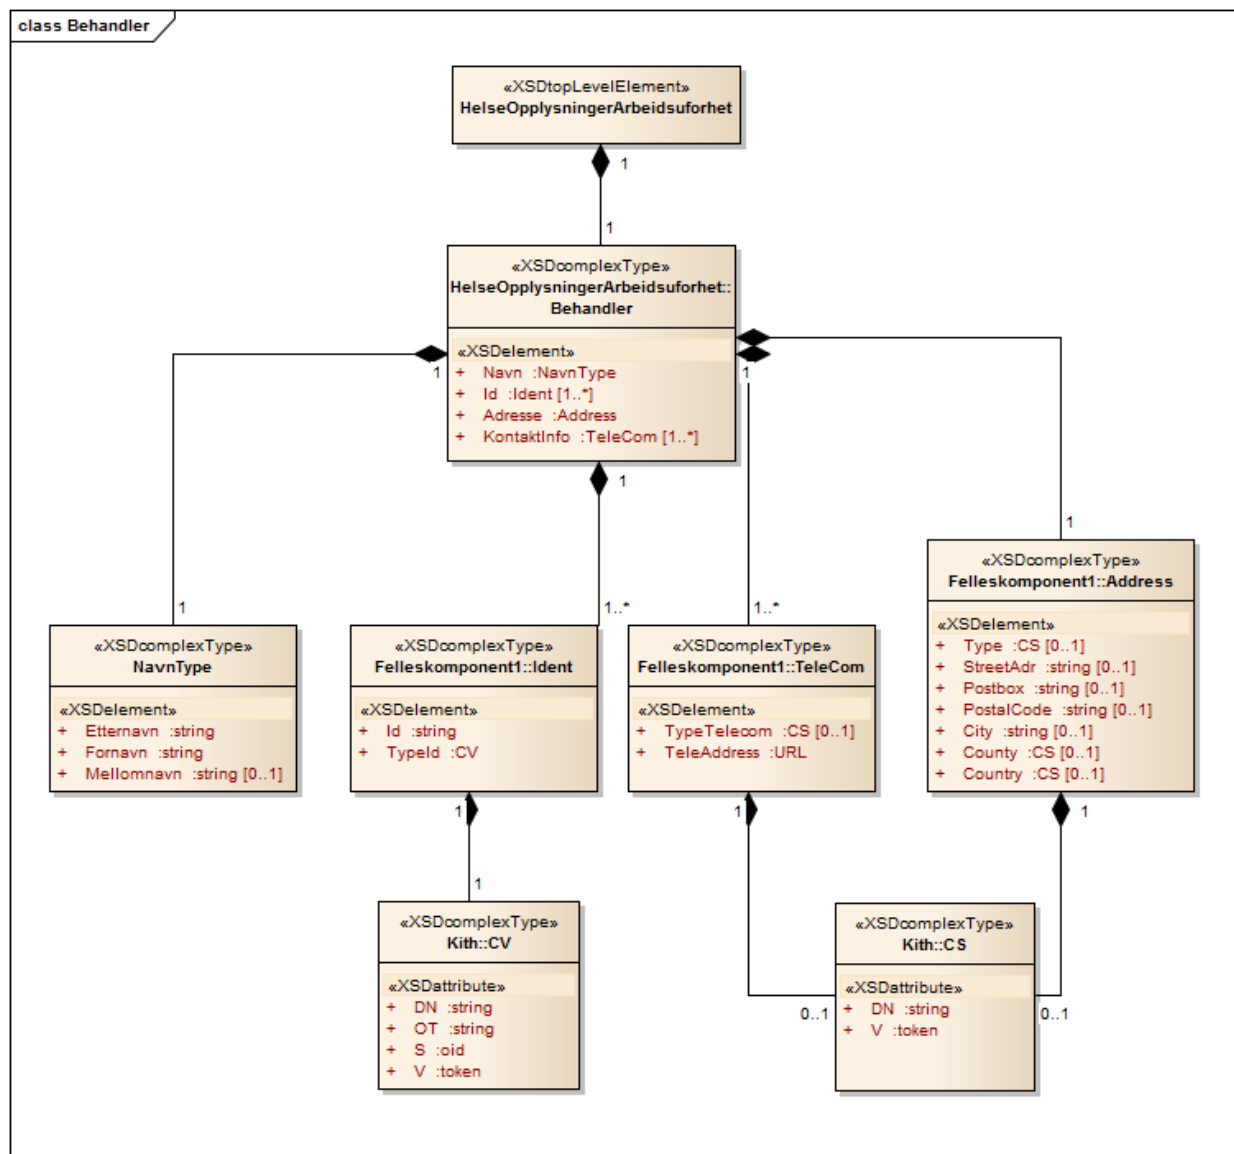 class Behandler
«XSDtopLevelElement»
HelseOpplysningerArbeidsuforhet
1
1
«XSDcomplexType»
HelseOpplysningerArbeidsuforhet::
Behandler
«XSDelement»
+ Navn :NavnType
+ Id :Ident [1..*]
+ Adresse :Address
+ KontaktInfo :TeleCom [1..*]
1
1
1
1
1..*
1..*
1
«XSDcomplexType»
NavnType
«XSDelement»
+ Etternavn :string
+ Fornavn :string
+ Mellomnavn :string [0..1]
«XSDcomplexType»
Felleskomponent1::Ident
«XSDelement»
+ Id :string
+ TypeId :CV
«XSDcomplexType»
Felleskomponent1::TeleCom
«XSDelement»
+ TypeTelecom :CS [0..1]
+ TeleAddress :URL
«XSDcomplexType»
Felleskomponent1::Address
«XSDelement»
+ Type :CS [0..1]
+ StreetAdr :string [0..1]
+ Postbox :string [0..1]
+ PostalCode :string [0..1]
+ City :string [0..1]
+ County :CS [0..1]
+ Country :CS [0..1]
1
1
1
1
«XSDcomplexType»
Kith::CV
«XSDattribute»
+ DN :string
+ OT :string
+ S :oid
+ V :token
«XSDcomplexType»
Kith::CS
«XSDattribute»
+ DN :string
+ V :token
0..1
0..1